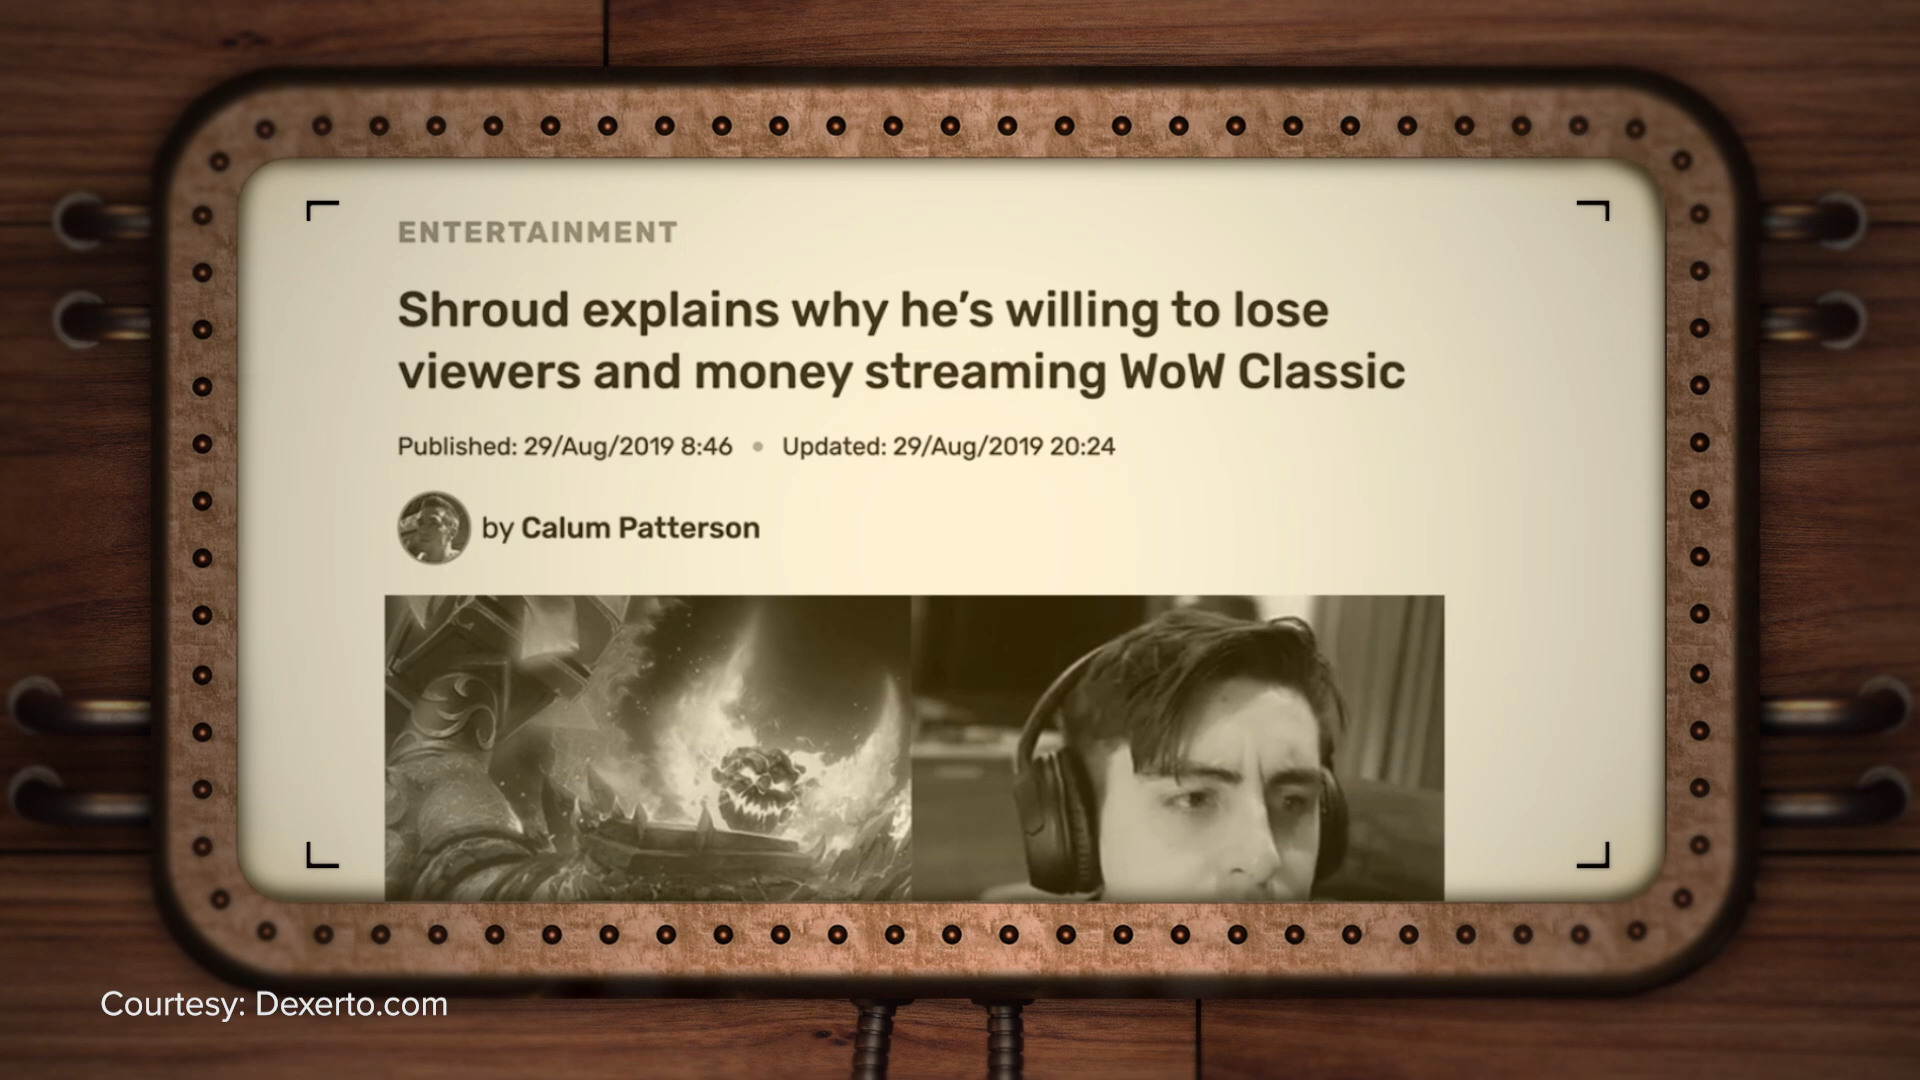 ENTERTAINMENT
Shroud explains why he’s willing to lose
viewers and money streaming WoW Classic
Published: 29/Aug/2019 8:46 • Updated: 29/Aug/2019 20:24
by Calum Patterson
Courtesy: Dexerto.com